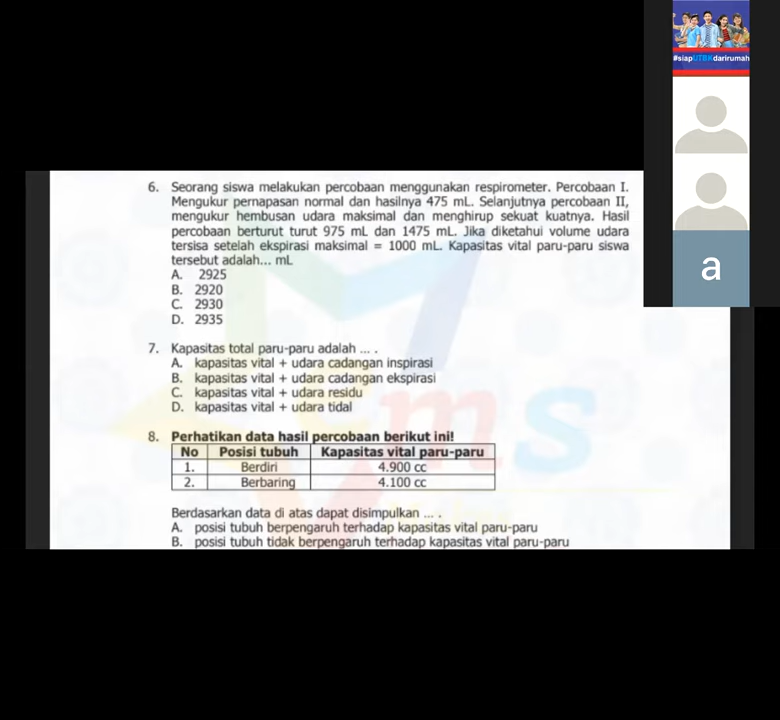 #siapUTBKdarirumah
a
6. Seorang siswa melakukan percobaan menggunakan respirometer. Percobaan I.
Mengukur pernapasan normal dan hasilnya 475 mL. Selanjutnya percobaan II,
mengukur hembusan udara maksimal dan menghirup sekuat kuatnya. Hasil
percobaan berturut turut 975 mL dan 1475 mL. Jika diketahui volume udara
tersisa setelah ekspirasi maksimal = 1000 mL. Kapasitas vital paru-paru siswa
tersebut adalah... mL
A. 2925
B. 2920
C. 2930
D. 2935
7. Kapasitas total paru-paru adalah ... .
A. kapasitas vital + udara cadangan inspirasi
B. kapasitas vital + udara cadangan ekspirasi
C. kapasitas vital + udara residu
D. kapasitas vital + udara tidal
8. Perhatikan data hasil percobaan berikut ini!
No Posisi tubuh Kapasitas vital paru-paru
1. Berdiri 4.900 cc
2. Berbaring 4.100 cc
Berdasarkan data di atas dapat disimpulkan ... .
A. posisi tubuh berpengaruh terhadap kapasitas vital paru-paru
B. posisi tubuh tidak berpengaruh terhadap kapasitas vital paru-paru
ms